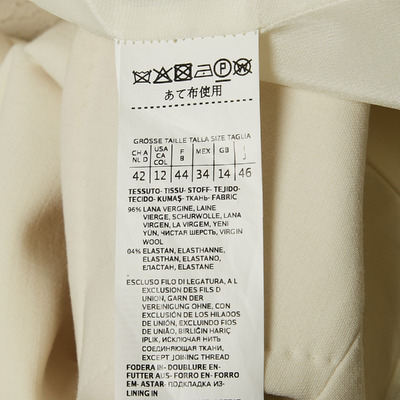 あて布使用
GRÖSSE TAILLE TALLA SIZE TAGLIA
CH A NL D
USA CA COL
F B
MEX
GB
I J
42 12 44 34 14 46
TESSUTO- TISSU- STOFF- TEJIDO-
TECIDO- KUMAŞ- ТКАНЬ- FABRIC
96% LANA VERGINE, LAINE
VIERGE, SCHURWOLLE, LANA
VIRGEN, LA VIRGEM, YENI
YÜN, ЧИСТАЯ ШЕРСТЬ, VIRGIN
WOOL
04% ELASTAN, ELASTHANNE,
ELASTHAN, ELASTANO,
ЕЛАСТАН, ELASTANE
ESCLUSO FILO DI LEGATURA, A L
EXCLUSION DES FILS D
UNION, GARN DER
VEREINIGUNG OHNE, CON
EXCLUSIÓN DE LOS HILADOS
DE UNIÓN, EXCLUINDO FIOS
DE UNIÃO, BIRLIĞIN HARIÇ
IPLIK, ИСКЛЮЧАЯ НИТЬ
СОЕДИНЯЮЩАЯ ТКАНИ,
EXCEPT JOINING THREAD
FODERA IN- DOUBLURE EN-
FUTTER AUS- FORRO EN- FORRO
EM- ASTAR- ПОДКЛАДКА ИЗ-
LINING IN